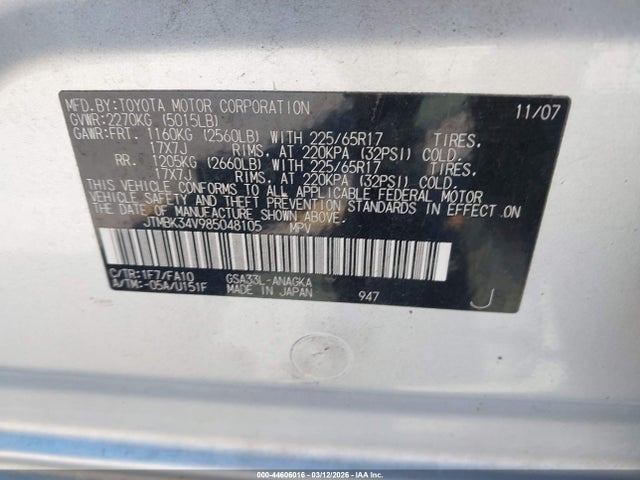 MFD.BY:TOYOTA MOTOR CORPORATION 11/07
GVWR:2270KG (5015LB)
GAWR:FRT. 1160KG (2560LB) WITH 225/65R17 TIRES,
17X7J RIMS, AT 220KPA (32PSI) COLD.
RR. 1205KG (2660LB) WITH 225/65R17 TIRES,
17X7J RIMS, AT 220KPA (32PSI) COLD.
THIS VEHICLE CONFORMS TO ALL APPLICABLE FEDERAL MOTOR
VEHICLE SAFETY AND THEFT PREVENTION STANDARDS IN EFFECT ON
THE DATE OF MANUFACTURE SHOWN ABOVE.
JTMBK34V985048105 MPV
C/TR:1F7/FA10 GSA33L-ANAGKA
A/TM:-05A/U151F MADE IN JAPAN 947 J
000-44606016 - 03/12/2026 - IAA Inc.